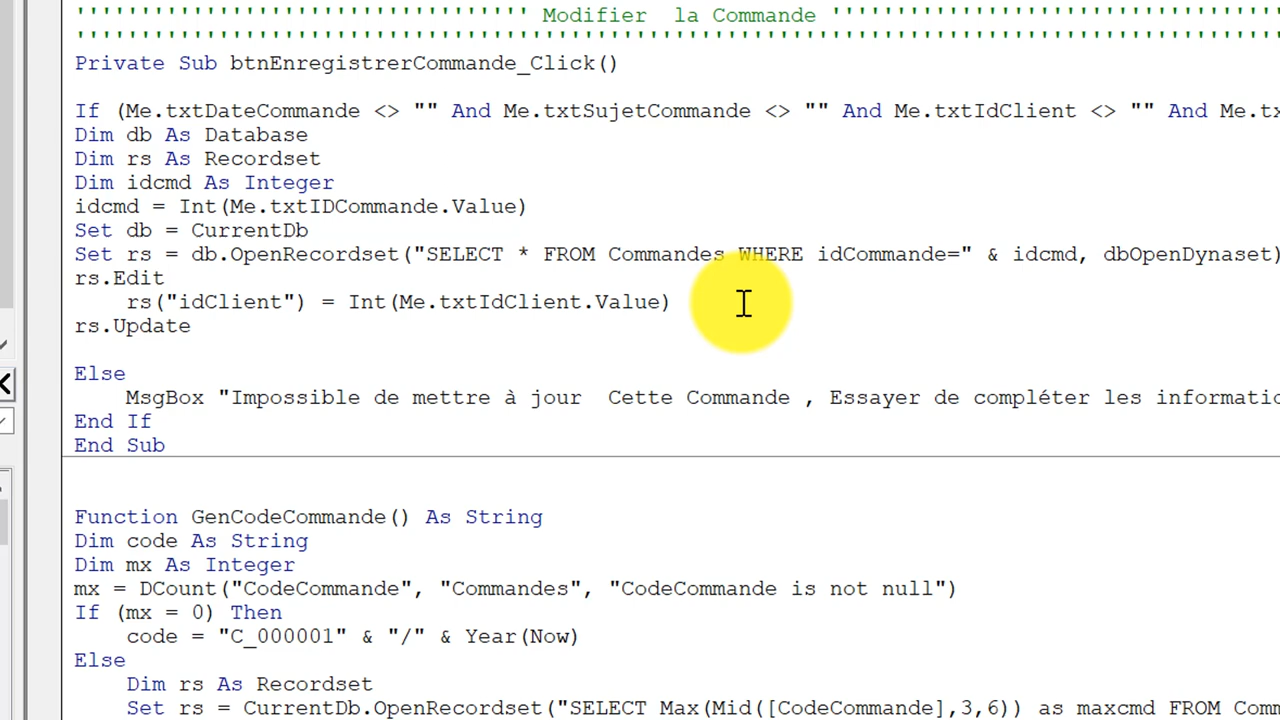 ''''''''''''''''''''''''''''''''''' Modifier  la Commande '''''''''''''''''''''''''''''''''''
'''''''''''''''''''''''''''''''''''''''''''''''''''''''''''''''''''''''''''''''''''''''''''''
Private Sub btnEnregistrerCommande_Click()
If (Me.txtDateCommande <> "" And Me.txtSujetCommande <> "" And Me.txtIdClient <> "" And Me.tx
Dim db As Database
Dim rs As Recordset
Dim idcmd As Integer
idcmd = Int(Me.txtIDCommande.Value)
Set db = CurrentDb
Set rs = db.OpenRecordset("SELECT * FROM Commandes WHERE idCommande=" & idcmd, dbOpenDynaset)
rs.Edit
    rs("idClient") = Int(Me.txtIdClient.Value)
rs.Update
Else
    MsgBox "Impossible de mettre à jour  Cette Commande , Essayer de compléter les informatio
End If
End Sub
Function GenCodeCommande() As String
Dim code As String
Dim mx As Integer
mx = DCount("CodeCommande", "Commandes", "CodeCommande is not null")
If (mx = 0) Then
    code = "C_000001" & "/" & Year(Now)
Else
    Dim rs As Recordset
    Set rs = CurrentDb.OpenRecordset("SELECT Max(Mid([CodeCommande],3,6)) as maxcmd FROM Comm